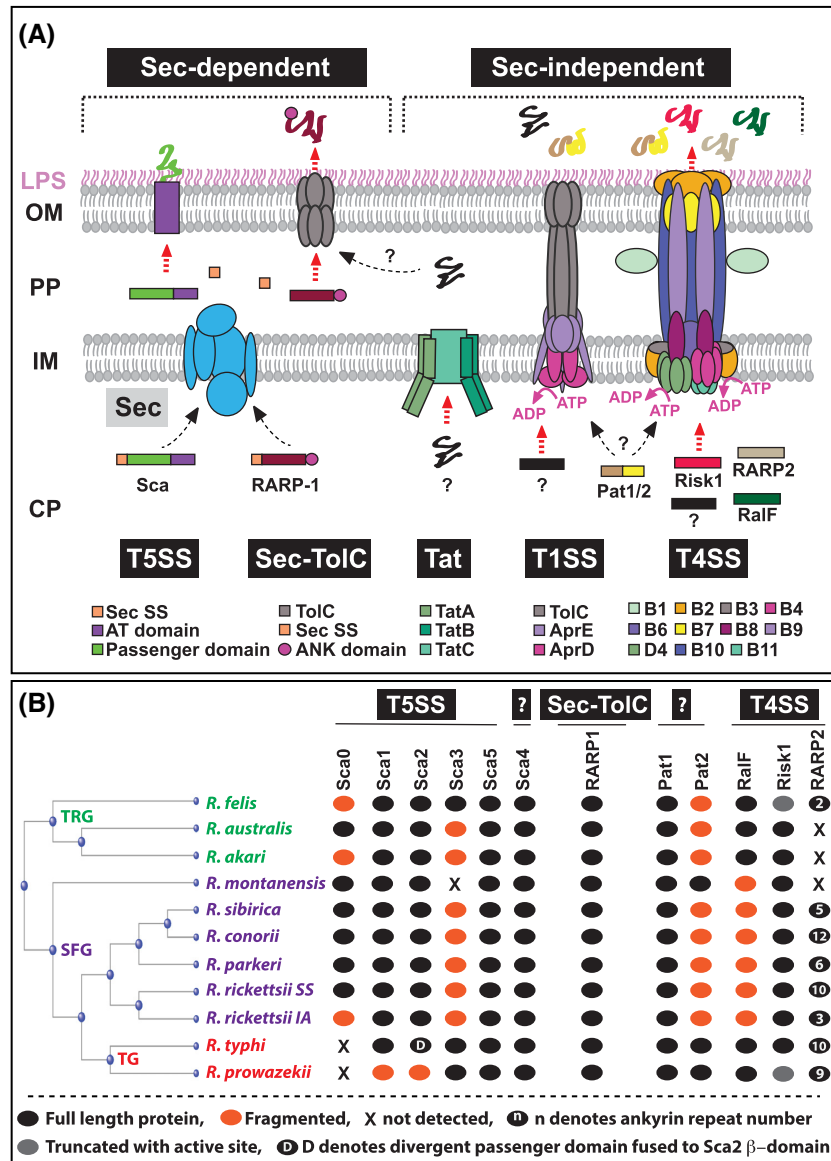 (A)
Sec-dependent
Sec-independent
LPS
OM
?
PP
IM
Sec
ADP
ATP
ADP
ATP
ADP
ATP
?
?
?
Sca
RARP-1
Pat1/2
Risk1
RARP2
?
RalF
CP
T5SS
Sec-TolC
Tat
T1SS
T4SS
Sec SS
AT domain
Passenger domain
TolC
Sec SS
ANK domain
TatA
TatB
TatC
TolC
AprE
AprD
B1 B2 B3 B4
B6 B7 B8 B9
D4 B10 B11
(B)
T5SS ? Sec-TolC ? T4SS
Sca0 Sca1 Sca2 Sca3 Sca5 Sca4 RARP1 Pat1 Pat2 RalF Risk1 RARP2
TRG
SFG
TG
R. felis 2
R. australis X
R. akari X
R. montanensis X X
R. sibirica 5
R. conorii 12
R. parkeri 6
R. rickettsii SS 10
R. rickettsii IA 3
R. typhi X D 10
R. prowazekii X 9
Full length protein, Fragmented, X not detected, n n denotes ankyrin repeat number
Truncated with active site, D D denotes divergent passenger domain fused to Sca2 β–domain